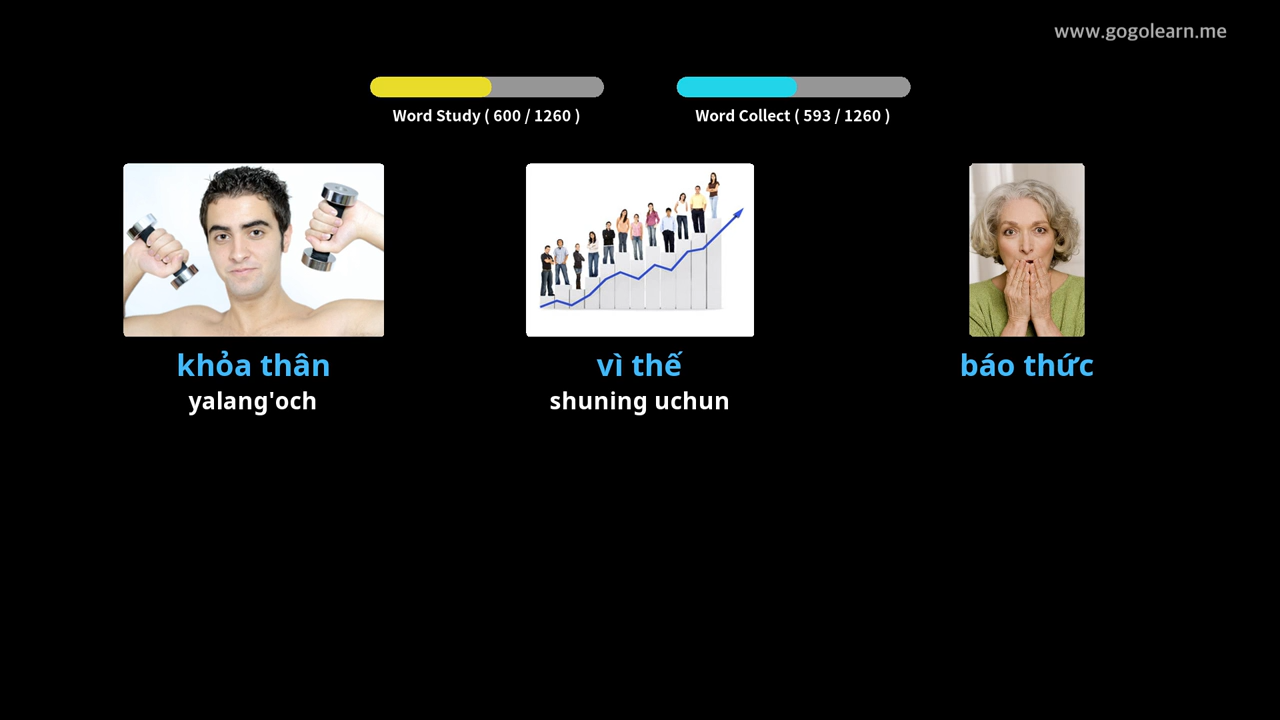 www.gogolearn.me
Word Study ( 600 / 1260 )
Word Collect ( 593 / 1260 )
khỏa thân
yalang'och
vì thế
shuning uchun
báo thức